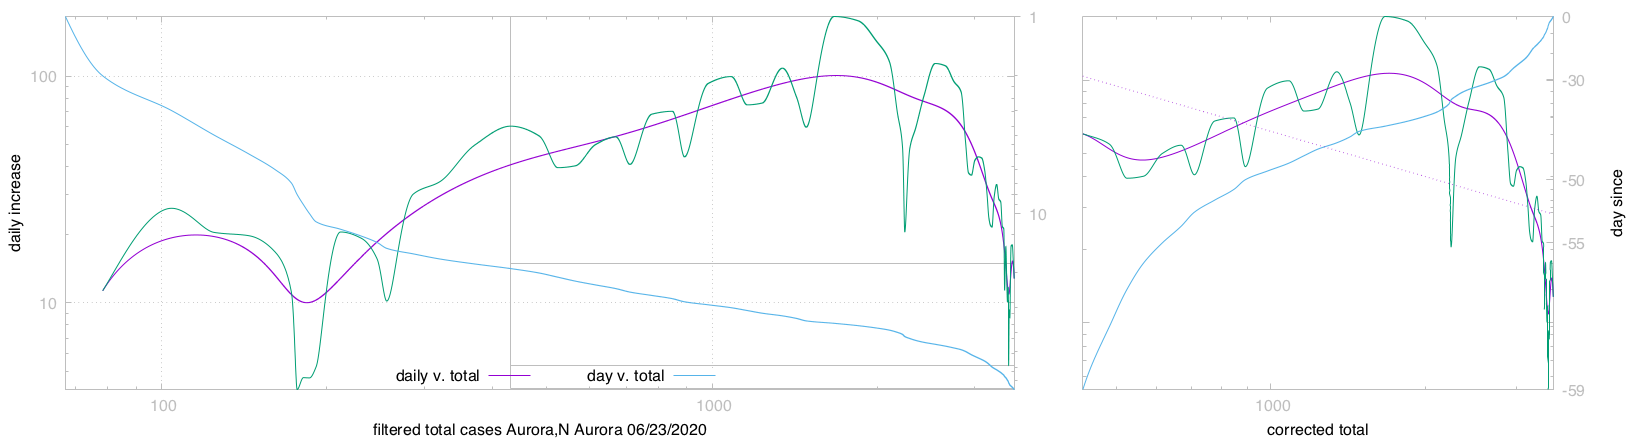 1
0
100
-30
daily increase
-50
day since
10
-55
10
daily v. total
day v. total
-59
100
1000
1000
filtered total cases Aurora,N Aurora 06/23/2020
corrected total